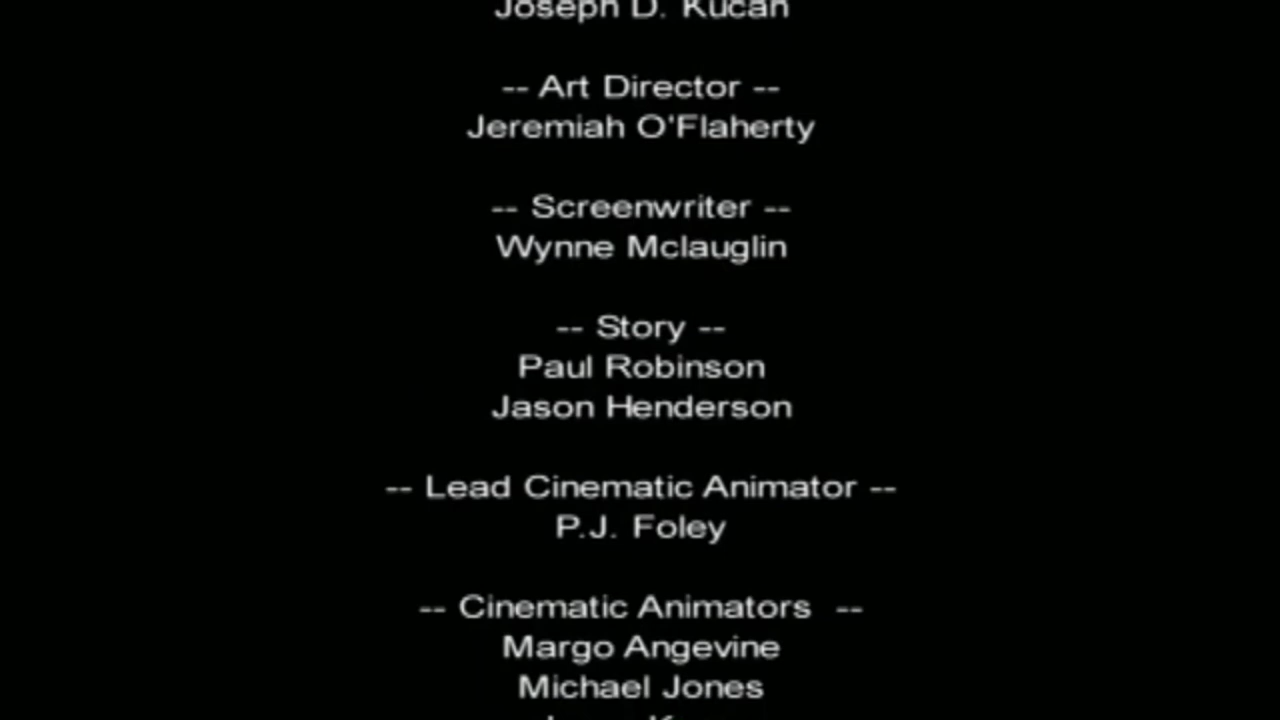 Joseph D. Kucan
-- Art Director --
Jeremiah O'Flaherty
-- Screenwriter --
Wynne Mclauglin
-- Story --
Paul Robinson
Jason Henderson
-- Lead Cinematic Animator --
P.J. Foley
-- Cinematic Animators  --
Margo Angevine
Michael Jones